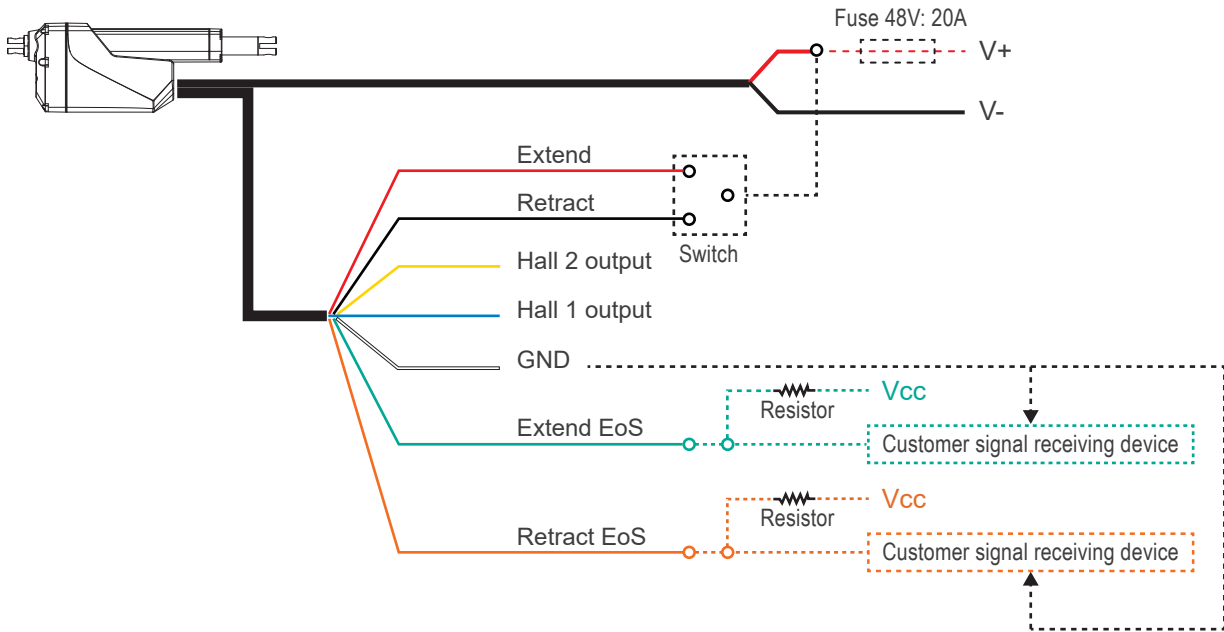 Fuse 48V: 20A
V+
V-
Extend
Retract
Switch
Hall 2 output
Hall 1 output
GND
Vcc
Resistor
Extend EoS
Customer signal receiving device
Vcc
Resistor
Retract EoS
Customer signal receiving device